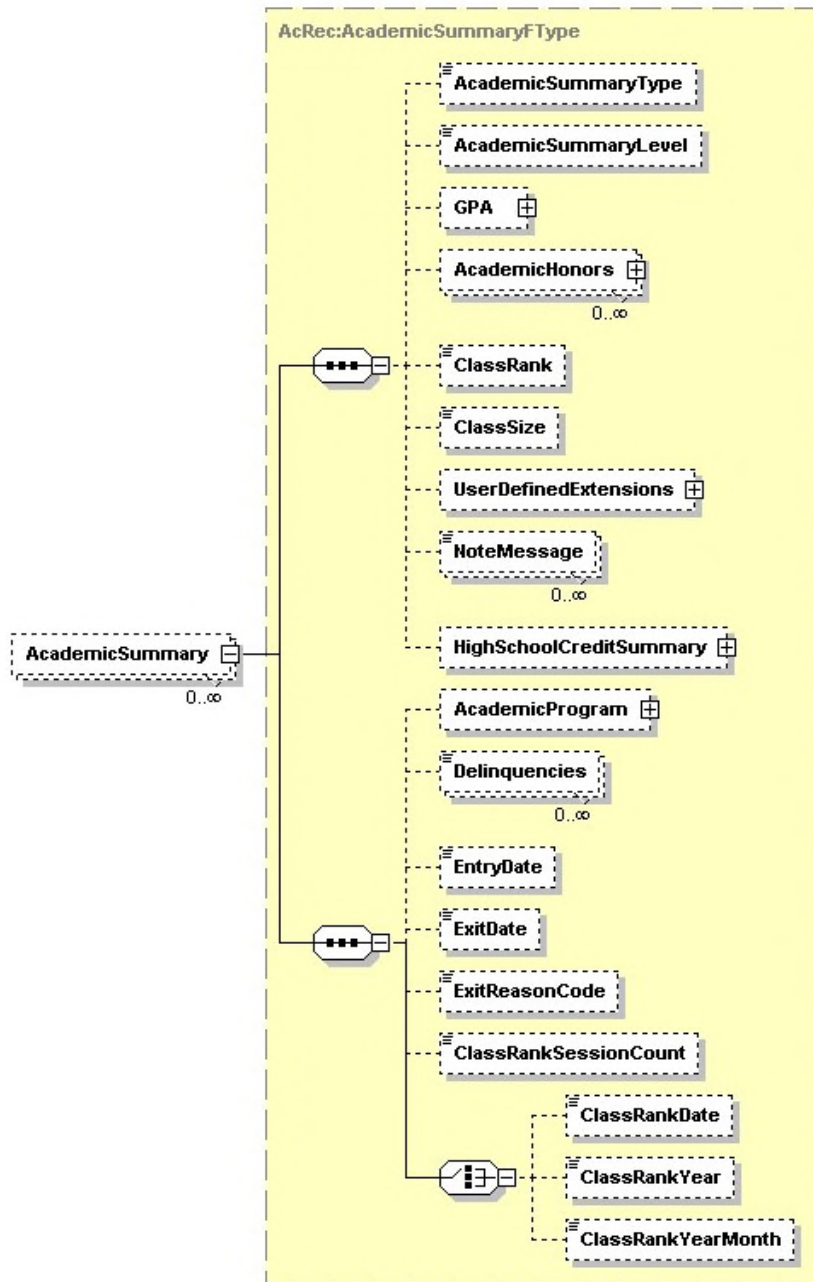 AcRec:AcademicSummaryFType
AcademicSummaryType
AcademicSummaryLevel
GPA
AcademicHonors
0..∞
ClassRank
ClassSize
UserDefinedExtensions
NoteMessage
0..∞
AcademicSummary
0..∞
HighSchoolCreditSummary
AcademicProgram
Delinquencies
0..∞
EntryDate
ExitDate
ExitReasonCode
ClassRankSessionCount
ClassRankDate
ClassRankYear
ClassRankYearMonth